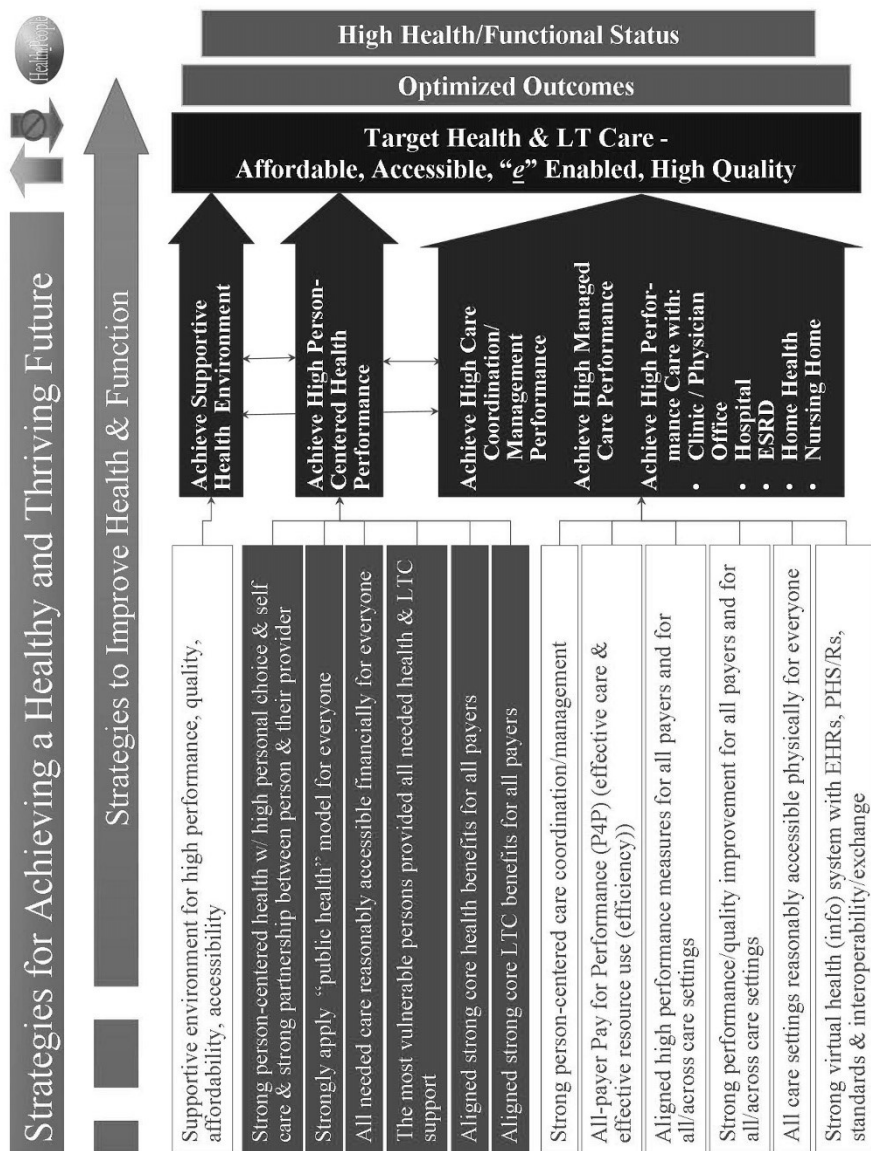 Strategies for Achieving a Healthy and Thriving Future
HealthyPeople
Strategies to Improve Health & Function
Supportive environment for high performance, quality,
affordability, accessibility
Strong person-centered health w/ high personal choice & self
care & strong partnership between person & their provider
Strongly apply “public health” model for everyone
All needed care reasonably accessible financially for everyone
The most vulnerable persons provided all needed health & LTC
support
Aligned strong core health benefits for all payers
Aligned strong core LTC benefits for all payers
Strong person-centered care coordination/management
All-payer Pay for Performance (P4P) (effective care &
effective resource use (efficiency))
Aligned high performance measures for all payers and for
all/across care settings
Strong performance/quality improvement for all payers and for
all/across care settings
All care settings reasonably accessible physically for everyone
Strong virtual health (info) system with EHRs, PHS/Rs,
standards & interoperability/exchange
Achieve Supportive
Health Environment
Achieve High Person-
Centered Health
Performance
Achieve High Care
Coordination/
Management
Performance
Achieve High Managed
Care Performance
Achieve High Perfor-
mance Care with:
• Clinic / Physician
Office
• Hospital
• ESRD
• Home Health
• Nursing Home
Target Health & LT Care -
Affordable, Accessible, “e” Enabled, High Quality
Optimized Outcomes
High Health/Functional Status